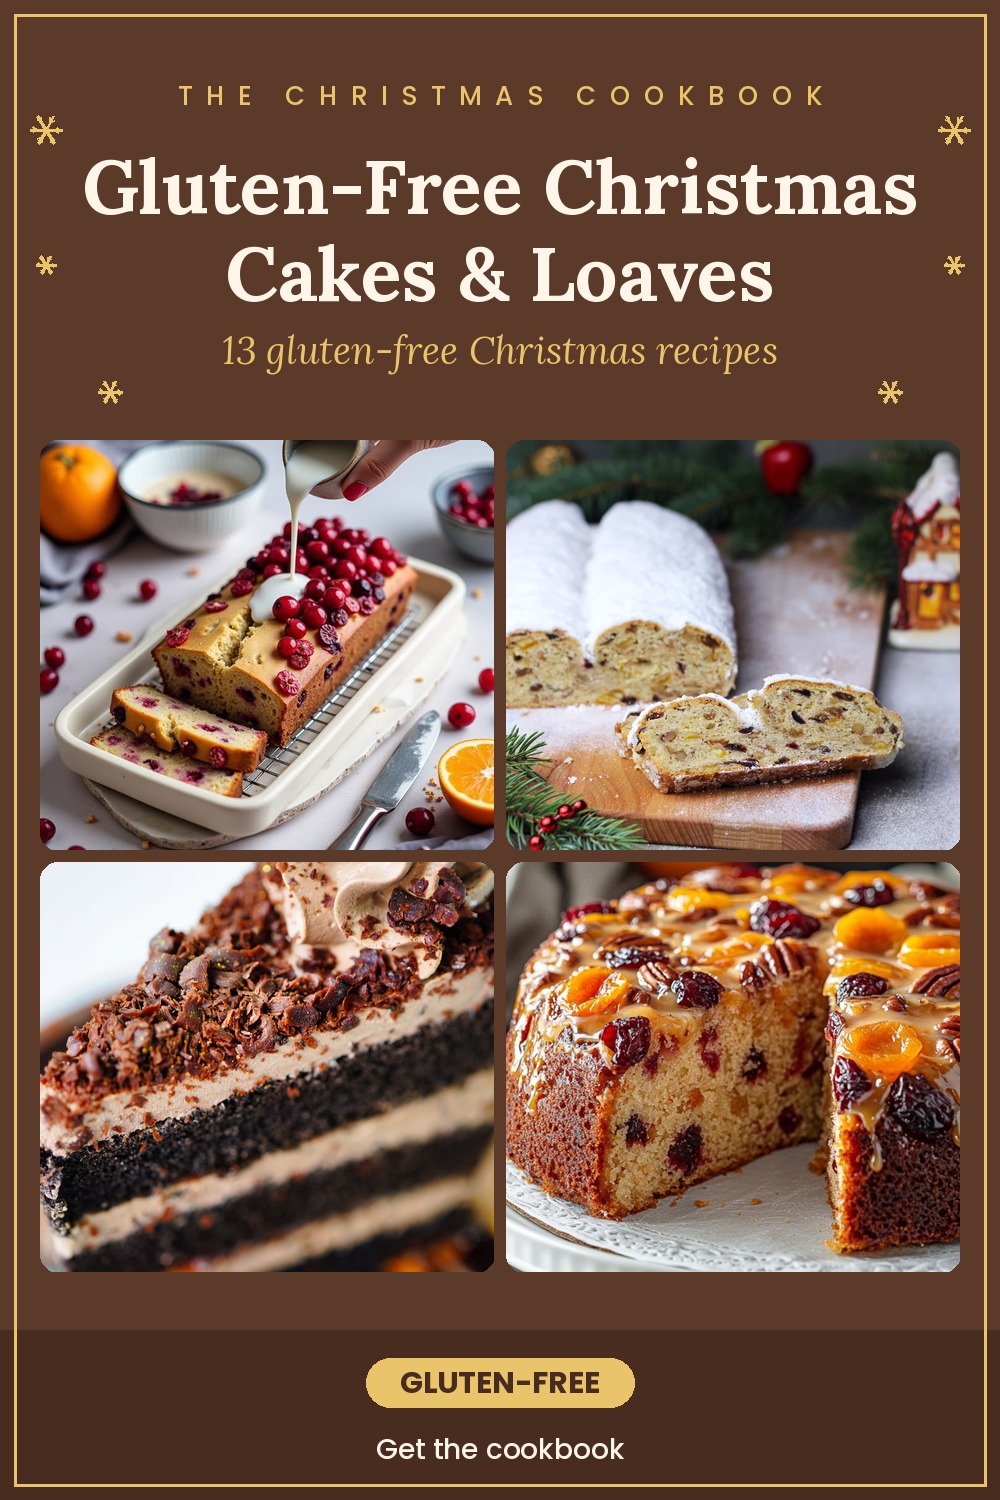 THE CHRISTMAS COOKBOOK
Gluten-Free Christmas
Cakes & Loaves
13 gluten-free Christmas recipes
GLUTEN-FREE
Get the cookbook